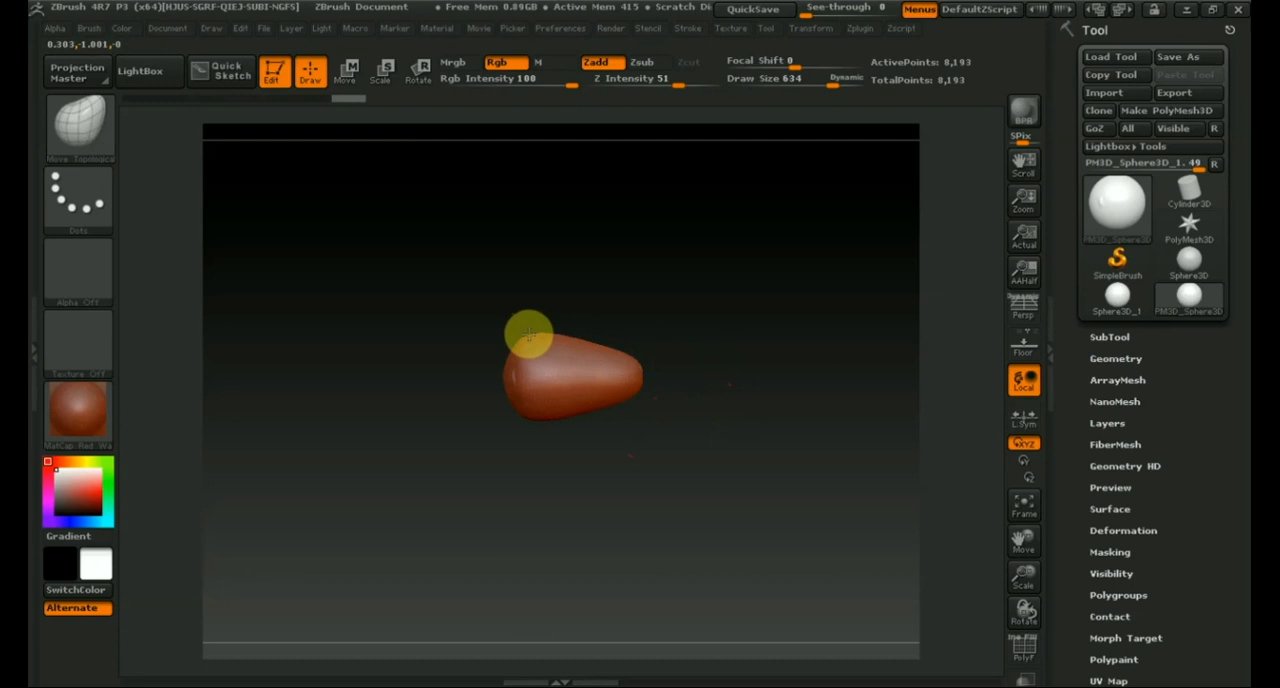 ZBrush 4R7 P3 (x64)[HJUS-SGRF-QIEJ-SUBI-NGFS] ZBrush Document • Free Mem 0.89GB • Active Mem 415 • Scratch Di QuickSave See-through 0 Menus DefaultZScript
Alpha Brush Color Document Draw Edit File Layer Light Macro Marker Material Movie Picker Preferences Render Stencil Stroke Texture Tool Transform Zplugin Zscript
0.303,-1.001,-0
Projection Master
LightBox
Quick Sketch
Edit
Draw
Move
Scale
Rotate
Mrgb Rgb M
Rgb Intensity 100
Zadd Zsub Zcut
Z Intensity 51
Focal Shift 0
Draw Size 634 Dynamic
ActivePoints: 8,193
TotalPoints: 8,193
Move Topological
Dots
Alpha Off
Texture Off
MatCap Red Wa
Gradient
SwitchColor
Alternate
BPR
SPix
Scroll
Zoom
Actual
AAHalf
Dynamic
Persp
Floor
Local
L.Sym
XYZ
Frame
Move
Scale
Rotate
Line Fill
PolyF
Tool
Load Tool Save As
Copy Tool Paste Tool
Import Export
Clone Make PolyMesh3D
GoZ All Visible R
Lightbox▸Tools
PM3D_Sphere3D_1. 49 R
PM3D_Sphere3D
Cylinder3D
PolyMesh3D
SimpleBrush
Sphere3D
Sphere3D_1
PM3D_Sphere3D
SubTool
Geometry
ArrayMesh
NanoMesh
Layers
FiberMesh
Geometry HD
Preview
Surface
Deformation
Masking
Visibility
Polygroups
Contact
Morph Target
Polypaint
UV Map